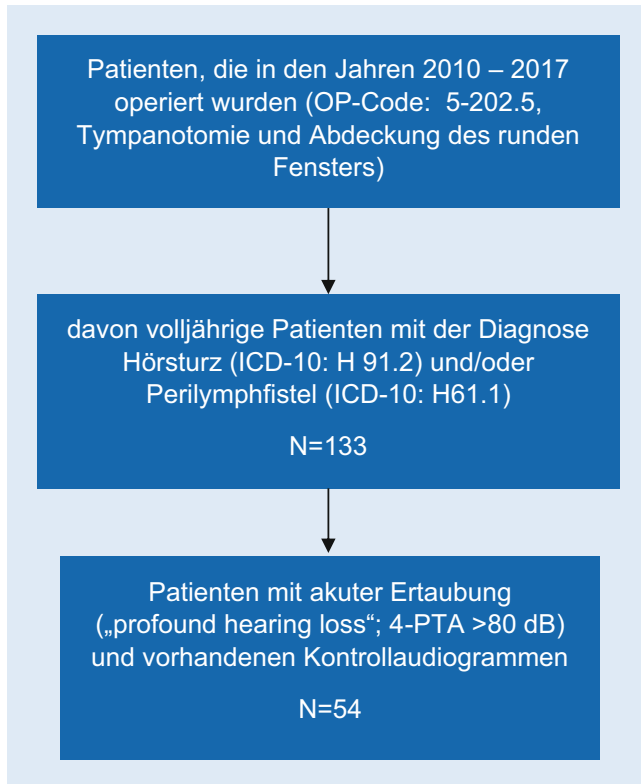 Patienten, die in den Jahren 2010 – 2017
operiert wurden (OP-Code: 5-202.5,
Tympanotomie und Abdeckung des runden
Fensters)
davon volljährige Patienten mit der Diagnose
Hörsturz (ICD-10: H 91.2) und/oder
Perilymphfistel (ICD-10: H61.1)
N=133
Patienten mit akuter Ertaubung
(„profound hearing loss“; 4-PTA >80 dB)
und vorhandenen Kontrollaudiogrammen
N=54